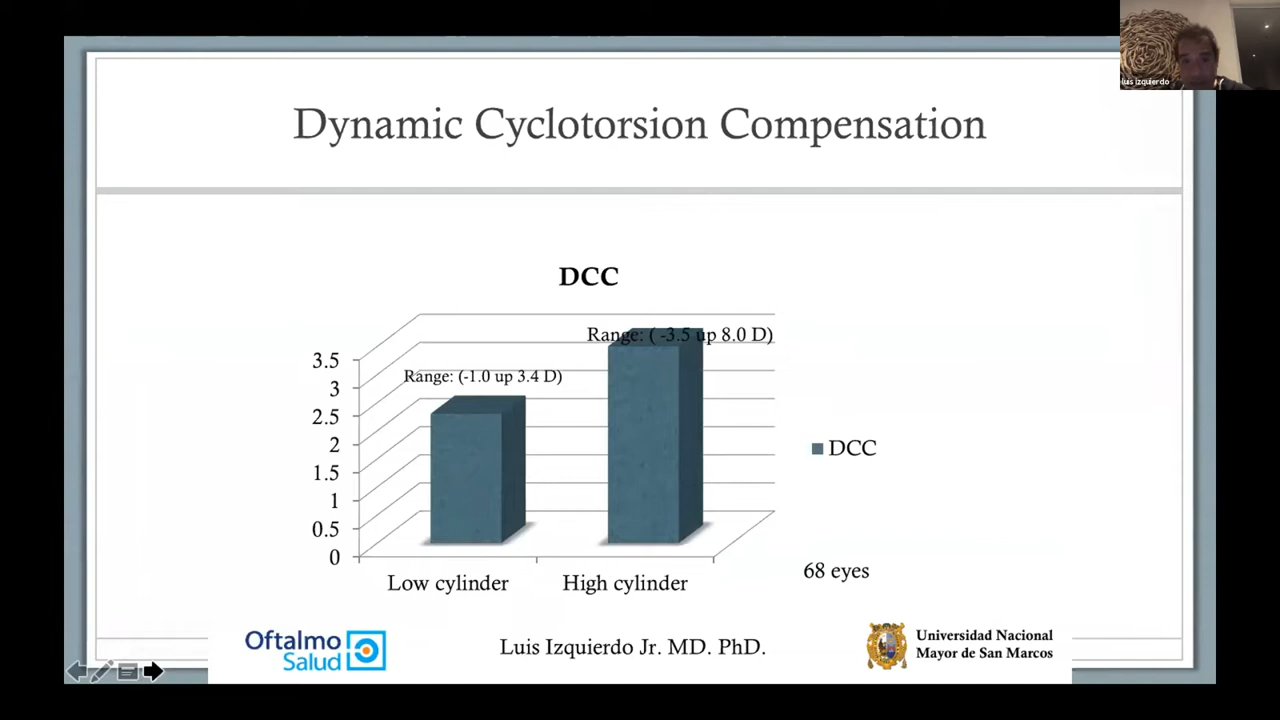 luis izquierdo
Dynamic Cyclotorsion Compensation
DCC
Range: ( -3.5 up 8.0 D)
Range: (-1.0 up 3.4 D)
3.5
3
2.5
2
1.5
1
0.5
0
DCC
Low cylinder
High cylinder
68 eyes
Oftalmo
Salud
Luis Izquierdo Jr. MD. PhD.
Universidad Nacional
Mayor de San Marcos